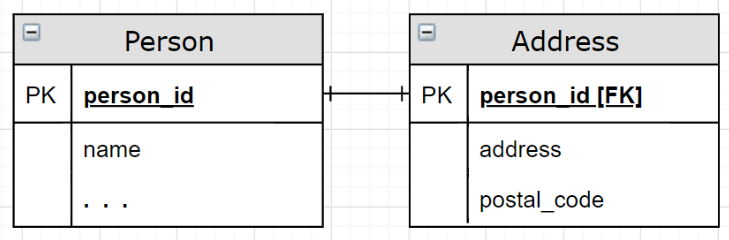 Person
PK person_id
name
. . .
Address
PK person_id [FK]
address
postal_code